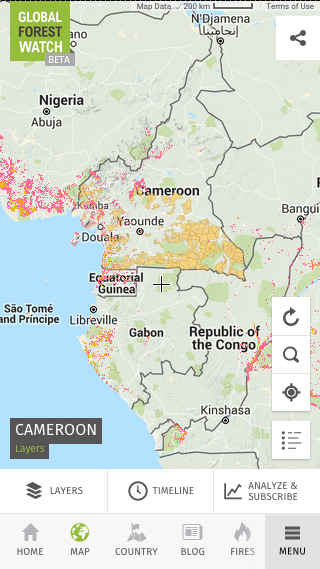 GLOBAL
FOREST
WATCH
BETA
Map Data
200 km
Terms of Use
N'Djamena
إنجمينا
ano
Nigeria
Abuja
Cameroon
Kumba
Yaounde
Douala
Bangui
Equatorial
Guinea
São Tomé
and Príncipe
Libreville
Gabon
Republic of
the Congo
Kinshasa
CAMEROON
Layers
LAYERS
TIMELINE
ANALYZE &
SUBSCRIBE
HOME
MAP
COUNTRY
BLOG
FIRES
MENU